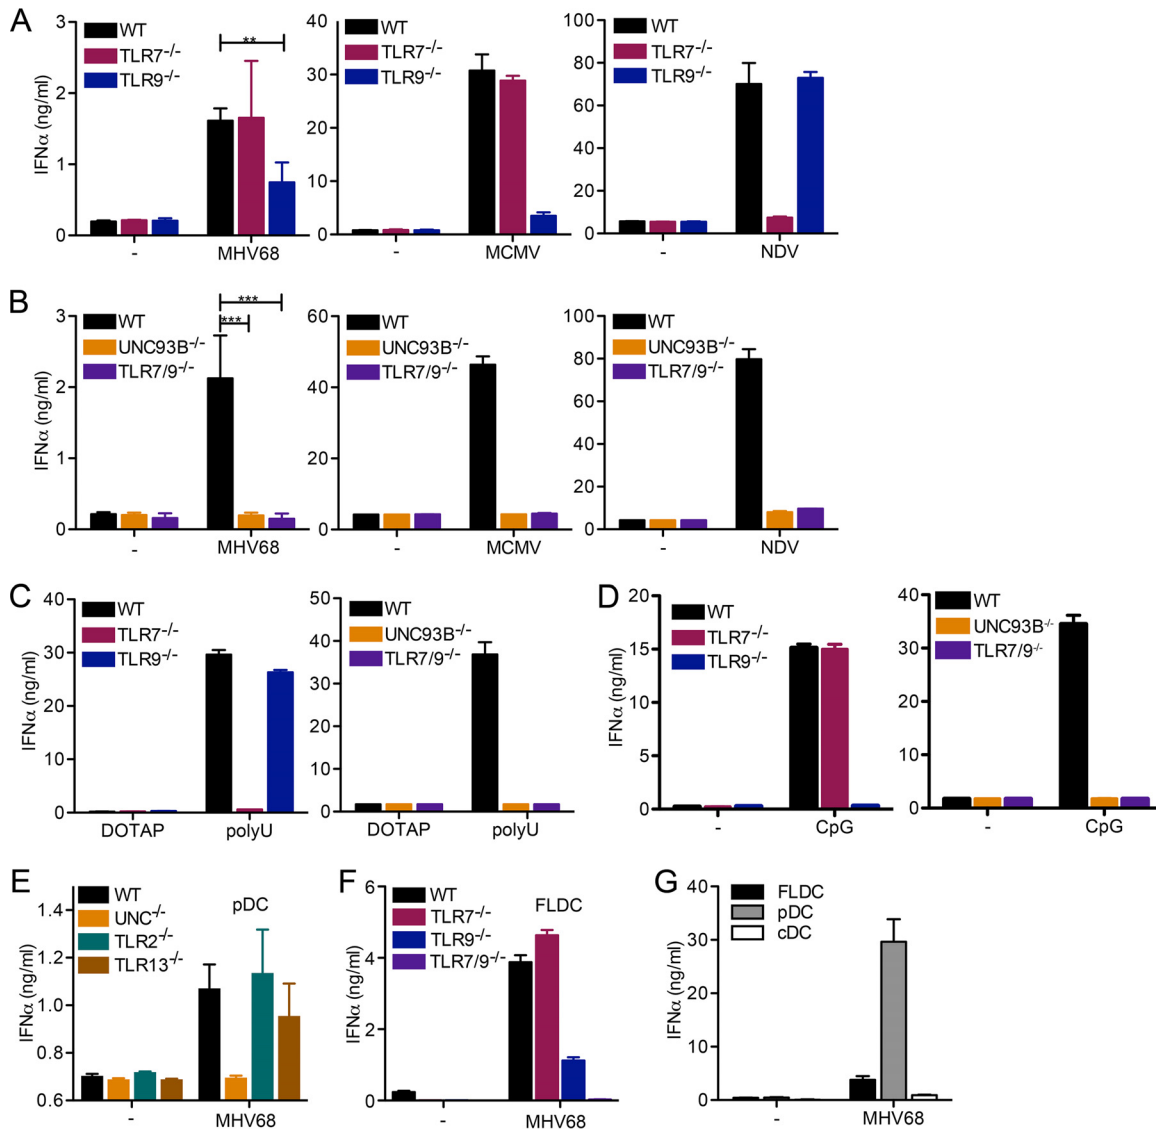 A
IFNα (ng/ml)
3
2
1
0
WT
TLR7-/-
TLR9-/-
**
-
MHV68
40
30
20
10
0
WT
TLR7-/-
TLR9-/-
-
MCMV
100
80
60
40
20
0
WT
TLR7-/-
TLR9-/-
-
NDV
B
IFNα (ng/ml)
3
2
1
0
WT
UNC93B-/-
TLR7/9-/-
***
***
-
MHV68
60
40
20
0
WT
UNC93B-/-
TLR7/9-/-
-
MCMV
100
80
60
40
20
0
WT
UNC93B-/-
TLR7/9-/-
-
NDV
C
IFNα (ng/ml)
40
30
20
10
0
WT
TLR7-/-
TLR9-/-
DOTAP
polyU
50
40
30
20
10
0
WT
UNC93B-/-
TLR7/9-/-
DOTAP
polyU
D
IFNα (ng/ml)
20
15
10
5
0
WT
TLR7-/-
TLR9-/-
-
CpG
40
30
20
10
0
WT
UNC93B-/-
TLR7/9-/-
-
CpG
E
IFNα (ng/ml)
1.4
1.2
1.0
0.8
0.6
WT
UNC-/-
TLR2-/-
TLR13-/-
pDC
-
MHV68
F
IFNα (ng/ml)
6
4
2
0
WT
TLR7-/-
TLR9-/-
TLR7/9-/-
FLDC
-
MHV68
G
IFNα (ng/ml)
40
30
20
10
0
FLDC
pDC
cDC
-
MHV68